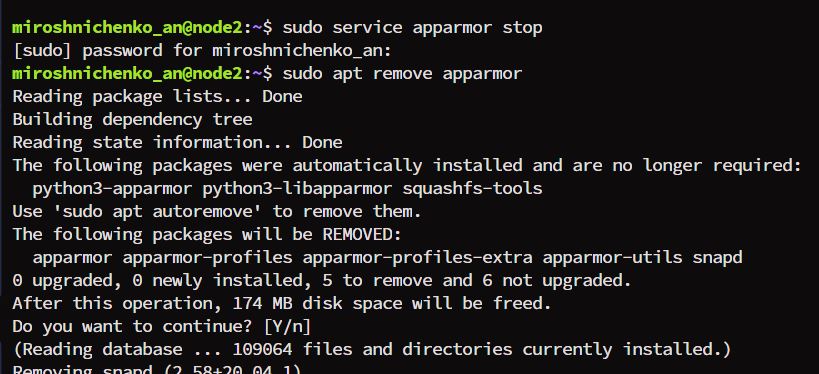 miroshnichenko_an@node2:~$ sudo service apparmor stop
[sudo] password for miroshnichenko_an:
miroshnichenko_an@node2:~$ sudo apt remove apparmor
Reading package lists... Done
Building dependency tree
Reading state information... Done
The following packages were automatically installed and are no longer required:
  python3-apparmor python3-libapparmor squashfs-tools
Use 'sudo apt autoremove' to remove them.
The following packages will be REMOVED:
  apparmor apparmor-profiles apparmor-profiles-extra apparmor-utils snapd
0 upgraded, 0 newly installed, 5 to remove and 6 not upgraded.
After this operation, 174 MB disk space will be freed.
Do you want to continue? [Y/n]
(Reading database ... 109064 files and directories currently installed.)
Removing snapd (2.58+20.04.1)